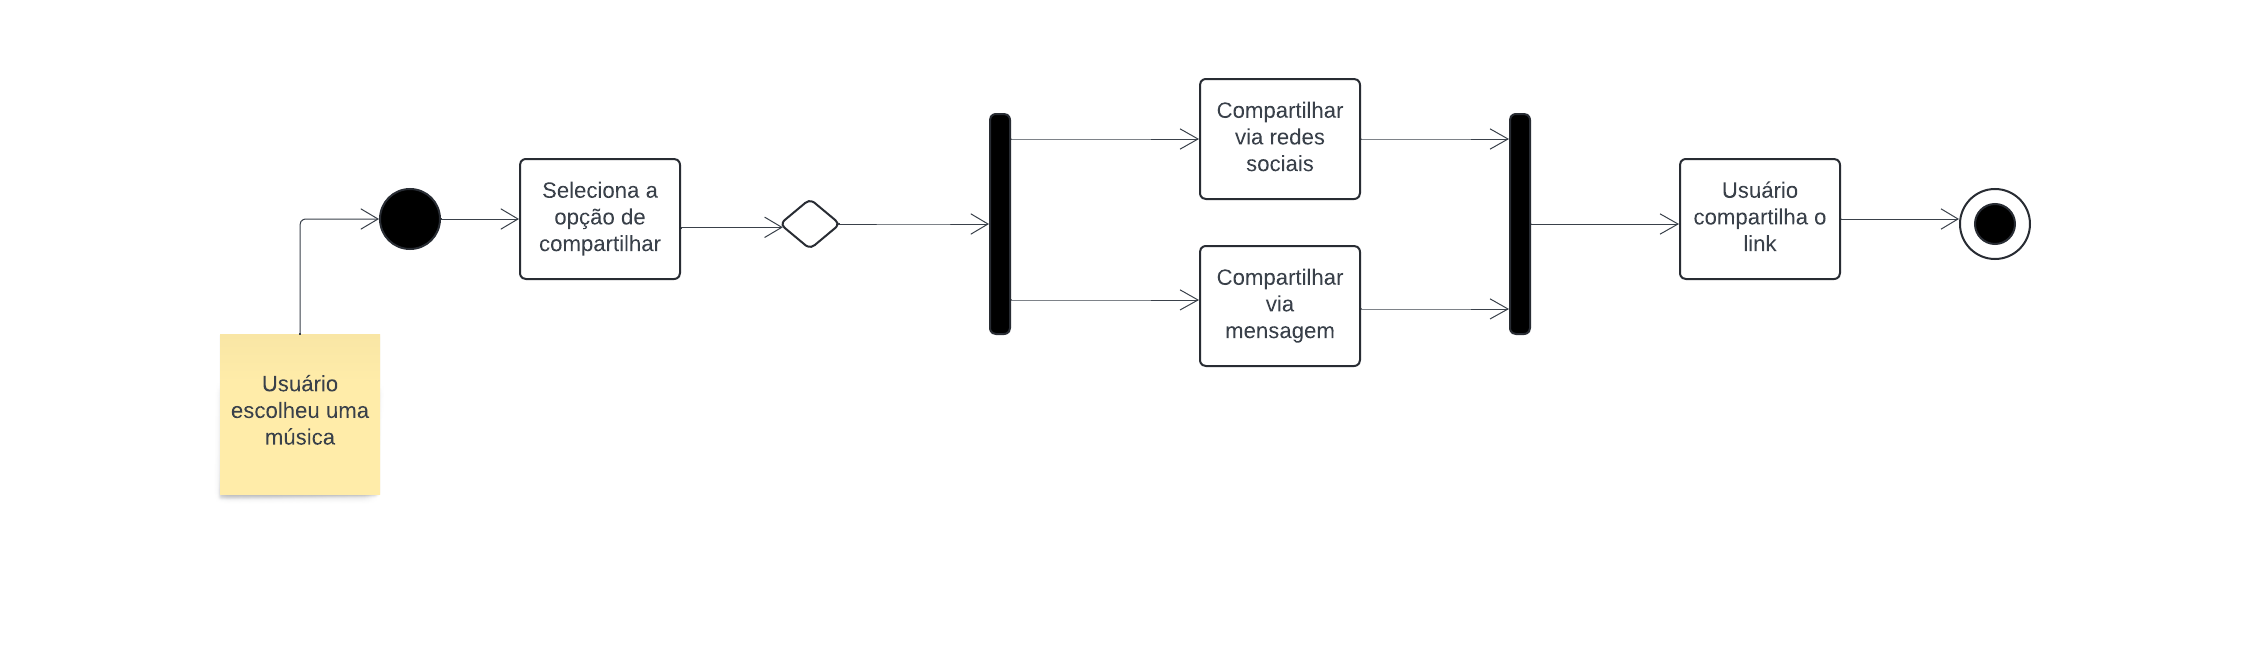 Seleciona a
opção de
compartilhar
Compartilhar
via redes
sociais
Compartilhar
via
mensagem
Usuário
compartilha o
link
Usuário
escolheu uma
música